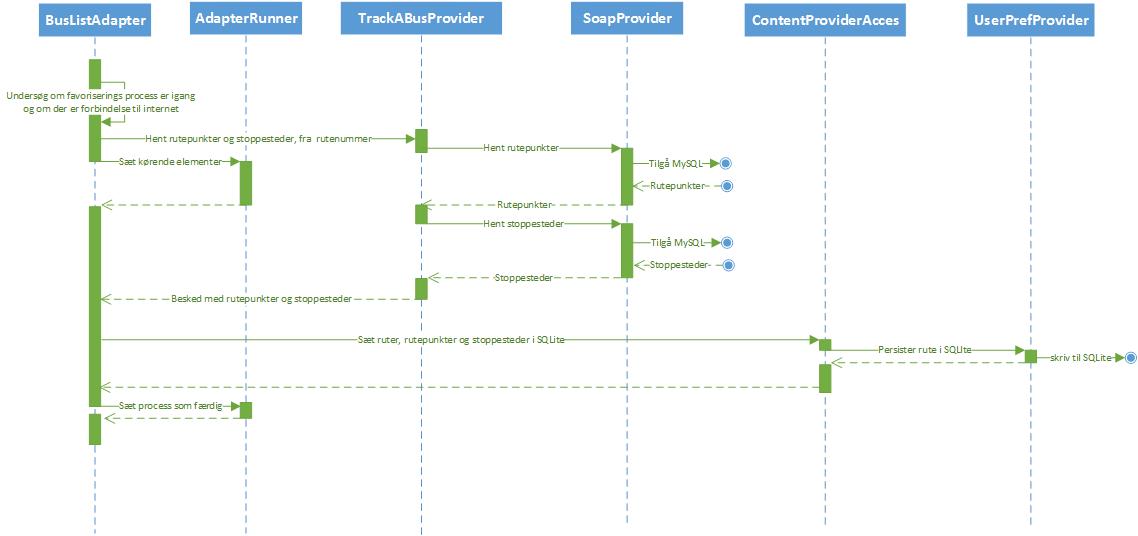 BusListAdapter
AdapterRunner
TrackABusProvider
SoapProvider
ContentProviderAcces
UserPrefProvider
Undersøg om favoriserings process er igang
og om der er forbindelse til internet
Hent rutepunkter og stoppesteder, fra rutenummer
Hent rutepunkter
Sæt kørende elementer
Tilgå MySQL
Rutepunkter
Rutepunkter
Hent stoppesteder
Tilgå MySQL
Stoppesteder
Stoppesteder
Besked med rutepunkter og stoppesteder
Sæt ruter, rutepunkter og stoppesteder i SQLite
Persister rute i SQLIte
skriv til SQLite
Sæt process som færdig